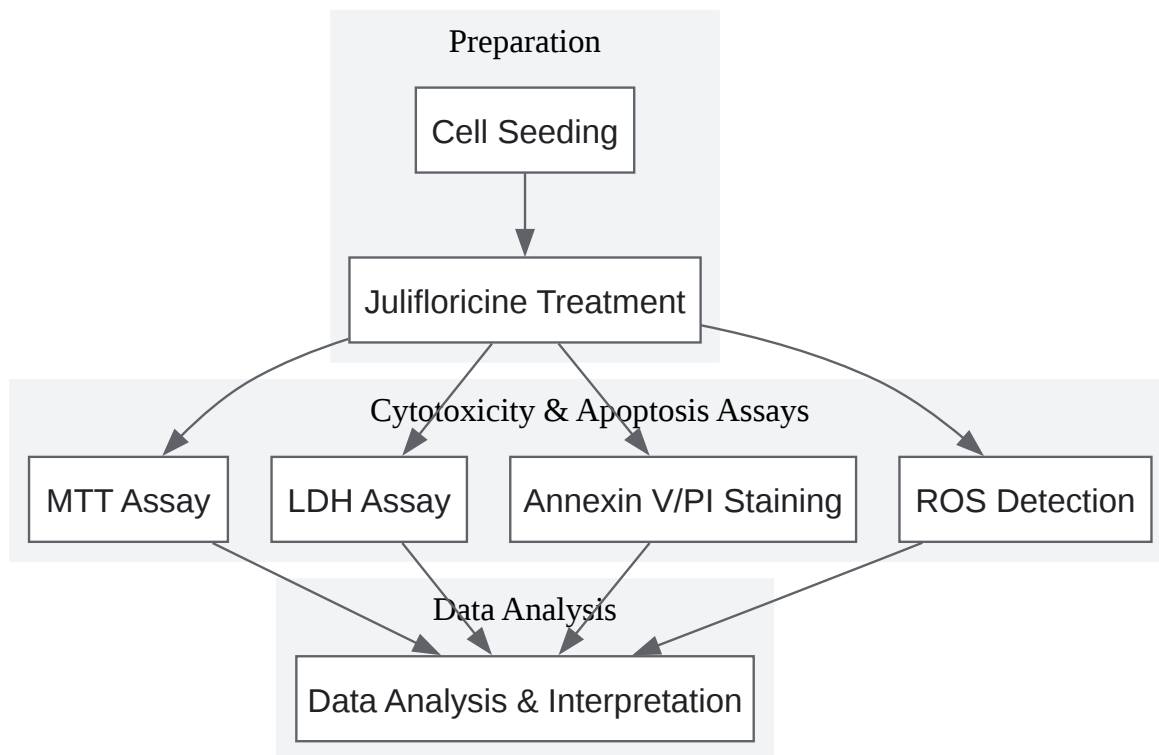 Preparation
Cell Seeding
Julifloricine Treatment
Cytotoxicity & Apoptosis Assays
MTT Assay
LDH Assay
Annexin V/PI Staining
ROS Detection
Data Analysis
Data Analysis & Interpretation